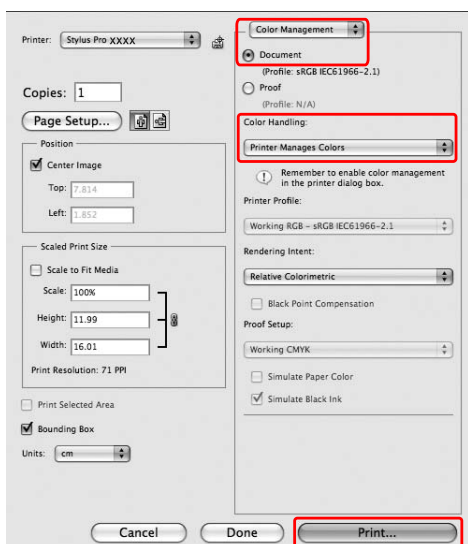 Printer: Stylus Pro XXXX
Copies: 1
Page Setup...
Position
Center Image
Top: 7.814
Left: 1.852
Scaled Print Size
Scale to Fit Media
Scale: 100%
Height: 11.99
Width: 16.01
Print Resolution: 71 PPI
Print Selected Area
Bounding Box
Units: cm
Color Management
Document
(Profile: sRGB IEC61966-2.1)
Proof
(Profile: N/A)
Color Handling:
Printer Manages Colors
Remember to enable color management
in the printer dialog box.
Printer Profile:
Working RGB - sRGB IEC61966-2.1
Rendering Intent:
Relative Colorimetric
Black Point Compensation
Proof Setup:
Working CMYK
Simulate Paper Color
Simulate Black Ink
Cancel
Done
Print...